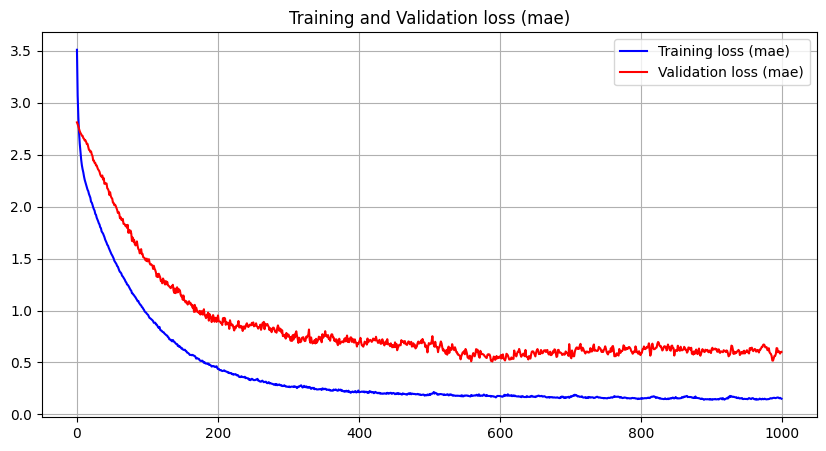 Training and Validation loss (mae)
Training loss (mae)
Validation loss (mae)
3.5
3.0
2.5
2.0
1.5
1.0
0.5
0.0
0 200 400 600 800 1000